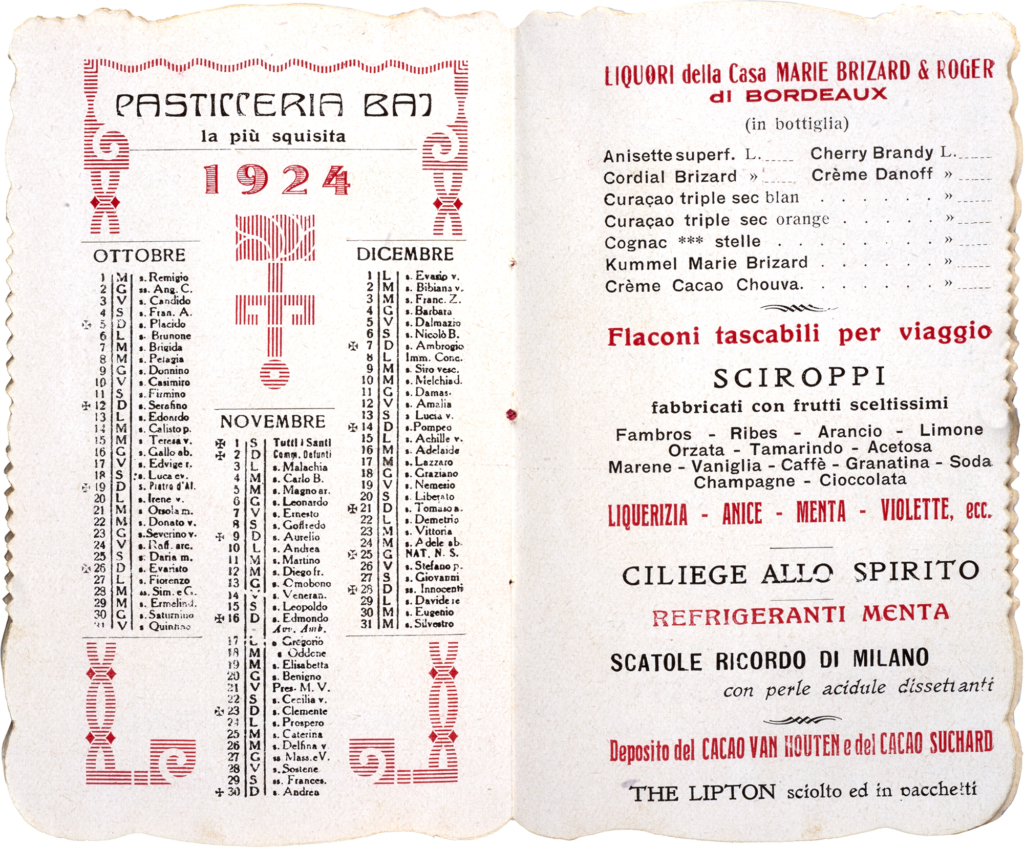 PASTICCERIA BAJ
la più squisita
1924
OTTOBRE
1 M s. Remigio
2 G ss. Ang. C.
3 V s. Candido
4 S s. Fran. A.
✠ 5 D s. Placido
6 L s. Brunone
7 M s. Brigida
8 M s. Pelagia
9 G s. Donnino
10 V s. Casimiro
11 S s. Firmino
✠ 12 D s. Serafino
13 L s. Edoardo
14 M s. Calisto p.
15 M s. Teresa v.
16 G s. Gallo ab.
17 V s. Edvige r.
18 S s. Luca ev.
✠ 19 D s. Pietro d'Al.
20 L s. Irene v.
21 M s. Orsola m.
22 M s. Donato v.
23 G s. Severino v.
24 V s. Raff. arc.
25 S s. Daria m.
✠ 26 D s. Evaristo
27 L s. Fiorenzo
28 M ss. Sim. e G.
29 M s. Ermelind.
30 G s. Saturnino
31 V s. Quintino
NOVEMBRE
✠ 1 S Tutti i Santi
✠ 2 D Comm. Defunti
3 L s. Malachia
4 M s. Carlo B.
5 M s. Magno ar.
6 G s. Leonardo
7 V s. Ernesto
8 S s. Goffredo
✠ 9 D s. Aurelio
10 L s. Andrea
11 M s. Martino
12 M s. Diego fr.
13 G s. Omobono
14 V s. Veneran.
15 S s. Leopoldo
✠ 16 D s. Edmondo
Avv. Amb.
17 L s. Gregorio
18 M s. Oddone
19 M s. Elisabetta
20 G s. Benigno
21 V Pres. M. V.
22 S s. Cecilia v.
✠ 23 D s. Clemente
24 L s. Prospero
25 M s. Caterina
26 M s. Delfina v
27 G ss Mass. e V.
28 V s. Sostene
29 S ss. Frances.
✠ 30 D s. Andrea
DICEMBRE
1 L s. Evasio v.
2 M s. Bibiana v.
3 M s. Franc. Z.
4 G s. Barbara
5 V s. Dalmazio
6 S s. Nicolò B.
✠ 7 D s. Ambrogio
8 L Imm. Conc.
9 M s. Siro vesc.
10 M s. Melchiad.
11 G s. Damas.
12 V s. Amalia
13 S s. Lucia v.
✠ 14 D s. Pompeo
15 L s. Achille v.
16 M s. Adelaide
17 M s. Lazzaro
18 G s. Graziano
19 V s. Nemesio
20 S s. Liberato
✠ 21 D s. Tomaso a.
22 L s. Demetrio
23 M s. Vittoria
24 M s. Adele ab.
✠ 25 G NAT. N. S.
26 V s. Stefano p.
27 S s. Giovanni
✠ 28 D ss. Innocenti
29 L s. Davide re
30 M s. Eugenio
31 M s. Silvestro
LIQUORI della Casa MARIE BRIZARD & ROGER
di BORDEAUX
(in bottiglia)
Anisette superf. L. Cherry Brandy L.
Cordial Brizard » Crème Danoff »
Curaçao triple sec blan . . . . . . »
Curaçao triple sec orange . . . . . »
Cognac *** stelle . . . . . . . . »
Kummel Marie Brizard . . . . . . »
Crème Cacao Chouva. . . . . . . »
Flaconi tascabili per viaggio
SCIROPPI
fabbricati con frutti sceltissimi
Fambros - Ribes - Arancio - Limone
Orzata - Tamarindo - Acetosa
Marene - Vaniglia - Caffè - Granatina - Soda
Champagne - Cioccolata
LIQUERIZIA - ANICE - MENTA - VIOLETTE, ecc.
CILIEGE ALLO SPIRITO
REFRIGERANTI MENTA
SCATOLE RICORDO DI MILANO
con perle acidule dissetanti
Deposito del CACAO VAN HOUTEN e del CACAO SUCHARD
THE LIPTON sciolto ed in pacchetti